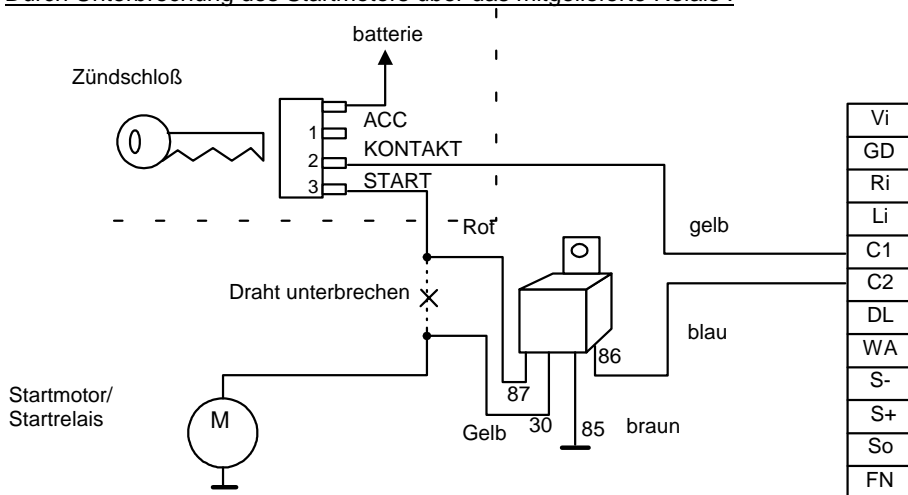 Durch Unterbrechung des Startmotors über das mitgelieferte Relais :
batterie
Zündschloß
ACC
1
KONTAKT
2
START
3
Rot
gelb
Draht unterbrechen
blau
86
87
Startmotor/
Startrelais
M
Gelb
30
85
braun
Vi
GD
Ri
Li
C1
C2
DL
WA
S-
S+
So
FN